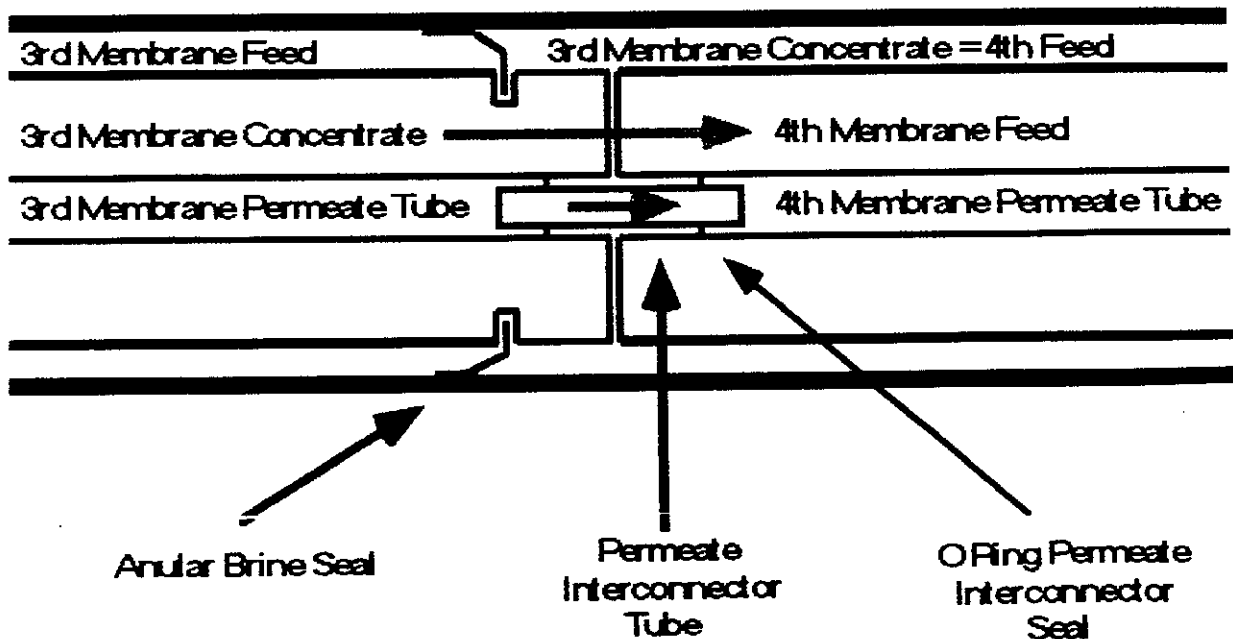 3rd Membrane Feed
3rd Membrane Concentrate = 4th Feed
3rd Membrane Concentrate
4th Membrane Feed
3rd Membrane Permeate Tube
4th Membrane Permeate Tube
Anular Brine Seal
Permeate
Interconnector
Tube
O Ring Permeate
Interconnector
Seal